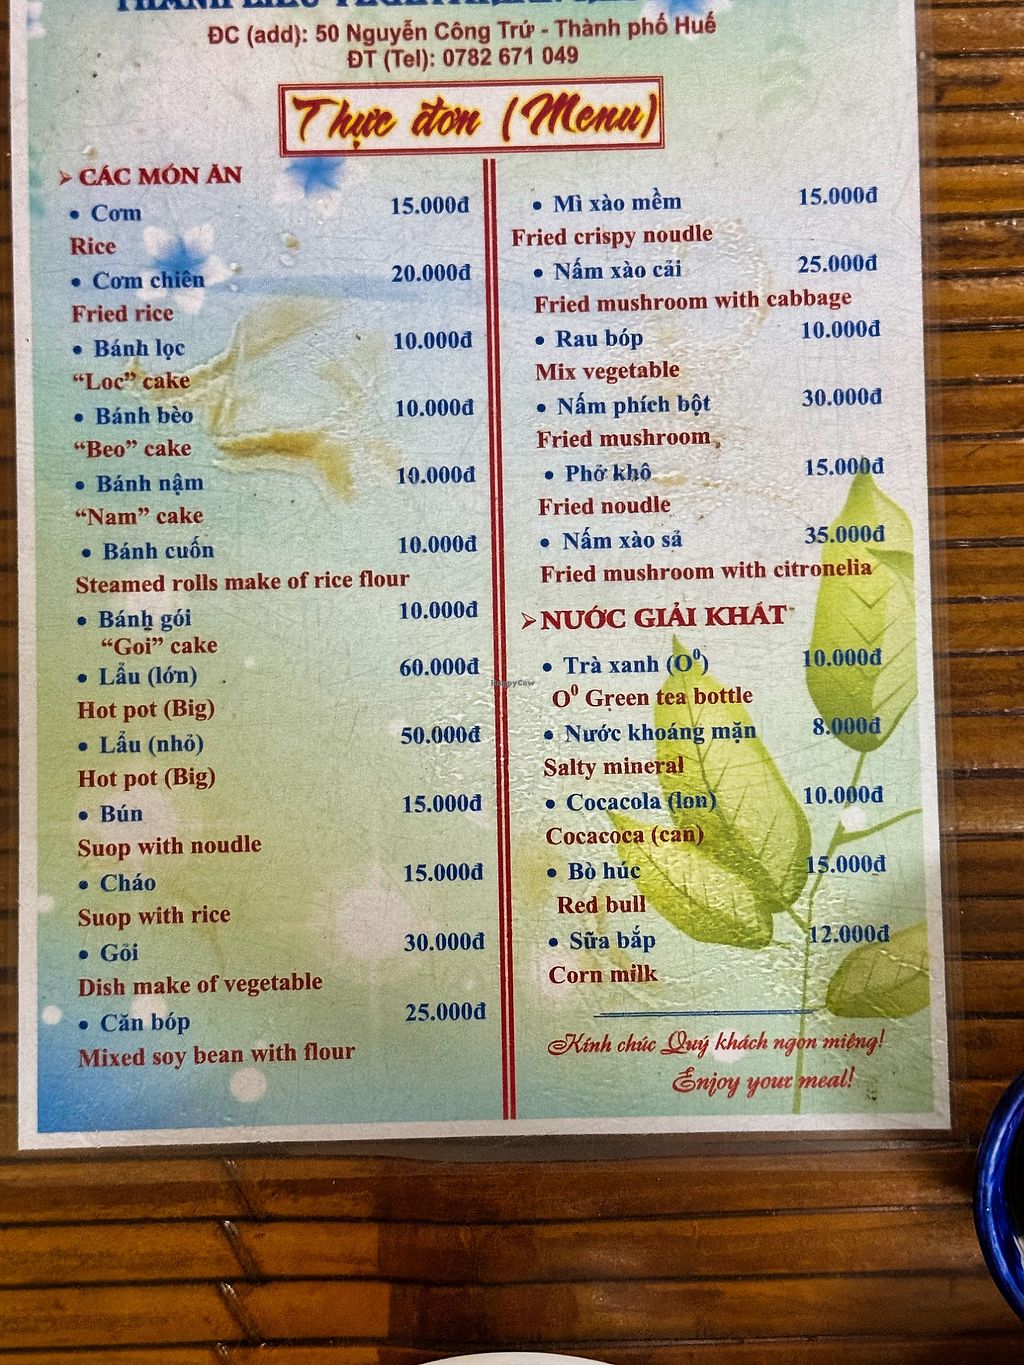 ĐC (add): 50 Nguyễn Công Trứ - Thành phố Huế
ĐT (Tel): 0782 671 049
Thực đơn (Menu)
➢ CÁC MÓN ĂN
• Cơm 15.000đ
Rice
• Cơm chiên 20.000đ
Fried rice
• Bánh lọc 10.000đ
“Loc” cake
• Bánh bèo 10.000đ
“Beo” cake
• Bánh nậm 10.000đ
“Nam” cake
• Bánh cuốn 10.000đ
Steamed rolls make of rice flour
• Bánh gói 10.000đ
“Goi” cake
• Lẩu (lớn) 60.000đ
Hot pot (Big)
• Lẩu (nhỏ) 50.000đ
Hot pot (Big)
• Bún 15.000đ
Suop with noudle
• Cháo 15.000đ
Suop with rice
• Gỏi 30.000đ
Dish make of vegetable
• Căn bóp 25.000đ
Mixed soy bean with flour
• Mì xào mềm 15.000đ
Fried crispy noudle
• Nấm xào cải 25.000đ
Fried mushroom with cabbage
• Rau bóp 10.000đ
Mix vegetable
• Nấm phích bột 30.000đ
Fried mushroom
• Phở khô 15.000đ
Fried noudle
• Nấm xào sả 35.000đ
Fried mushroom with citronelia
➢ NƯỚC GIẢI KHÁT
• Trà xanh (O⁰) 10.000đ
O⁰ Green tea bottle
• Nước khoáng mặn 8.000đ
Salty mineral
• Cocacola (lon) 10.000đ
Cocacoca (can)
• Bò húc 15.000đ
Red bull
• Sữa bắp 12.000đ
Corn milk
Kính chúc Quý khách ngon miệng!
Enjoy your meal!
HappyCow